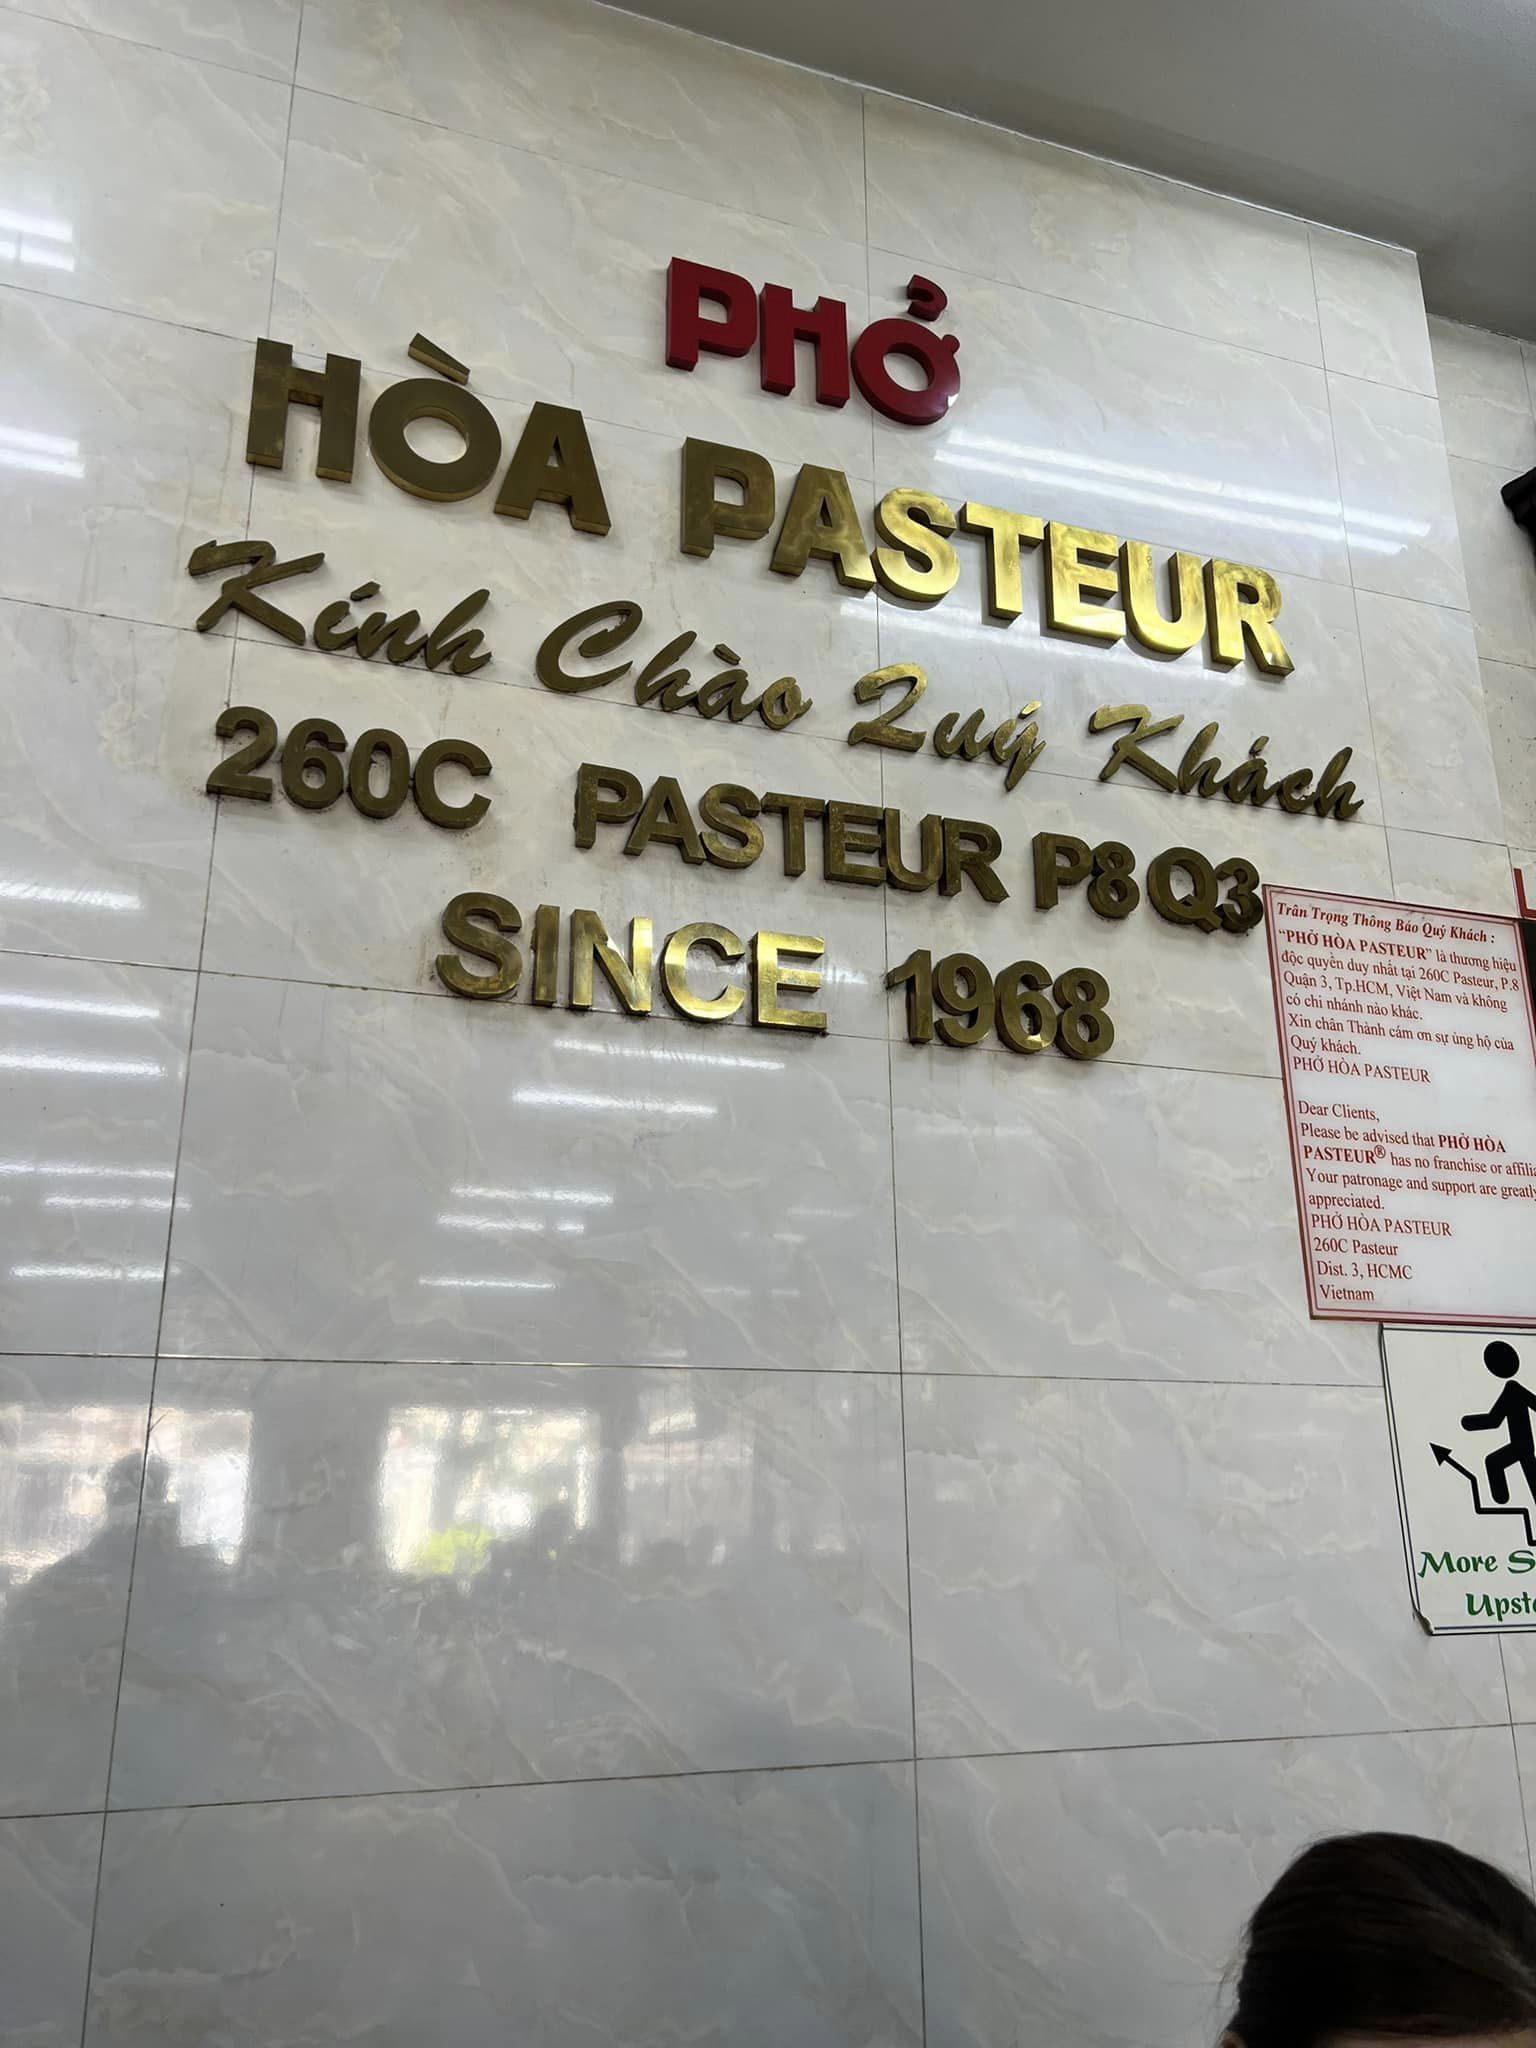 PHỞ
HÒA PASTEUR
Kính Chào Quý Khách
260C PASTEUR P8 Q3
SINCE 1968
Trân Trọng Thông Báo Quý Khách :
"PHỞ HÒA PASTEUR" là thương hiệu
độc quyền duy nhất tại 260C Pasteur, P.8
Quận 3, Tp.HCM, Việt Nam và không
có chi nhánh nào khác.
Xin chân Thành cám ơn sự ủng hộ của
Quý khách.
PHỞ HÒA PASTEUR
Dear Clients,
Please be advised that PHỞ HÒA
PASTEUR® has no franchise or
Your patronage and support are greatly
appreciated.
PHỞ HÒA PASTEUR
260C Pasteur
Dist. 3, HCMC
Vietnam
More